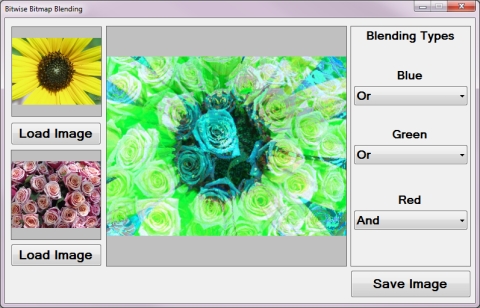 Bitwise Bitmap Blending
Load Image
Load Image
Blending Types
Blue
Or
Green
Or
Red
And
Save Image